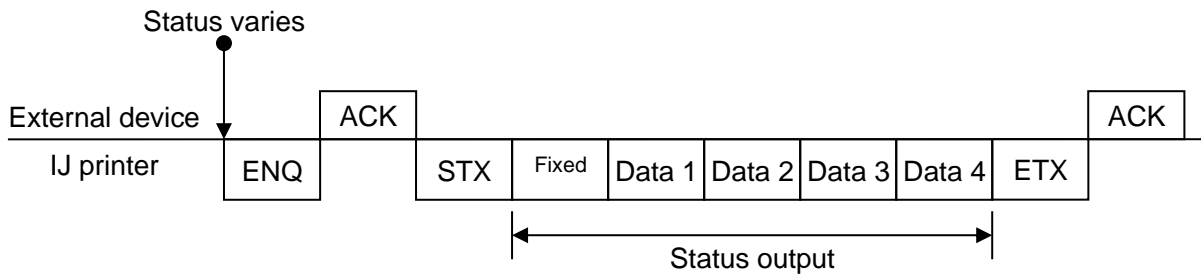 Status varies
External device ACK ACK
IJ printer ENQ STX Fixed Data 1 Data 2 Data 3 Data 4 ETX
Status output